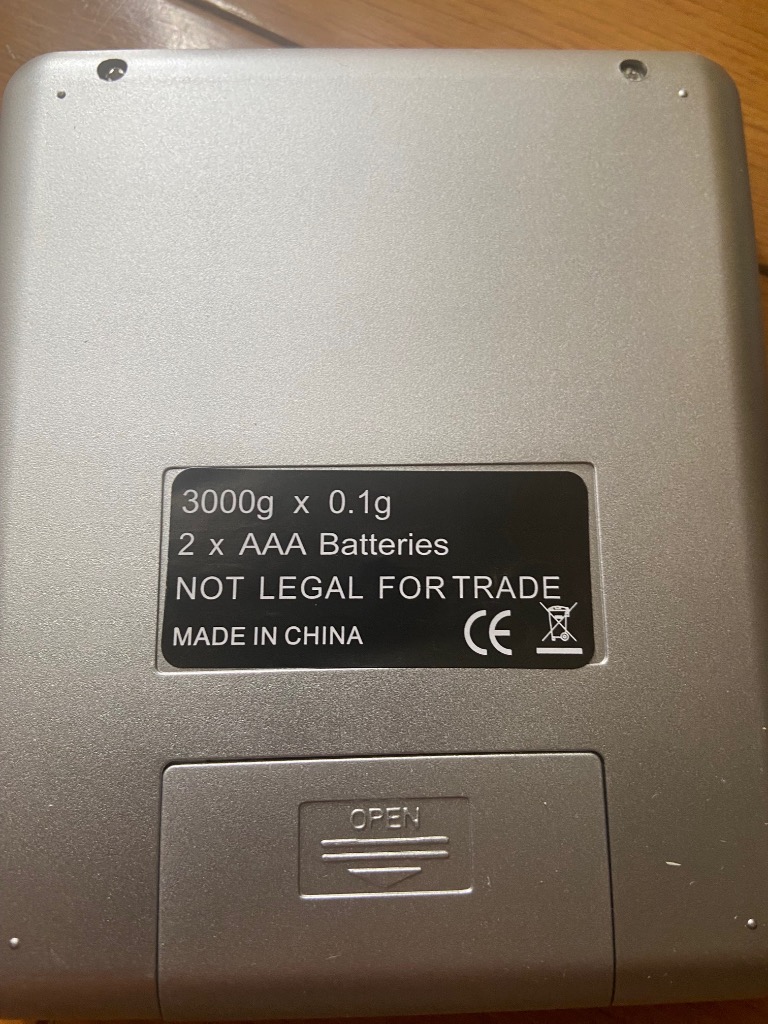 3000g x 0.1g
2 x AAA Batteries
NOT LEGAL FOR TRADE
MADE IN CHINA CE
OPEN